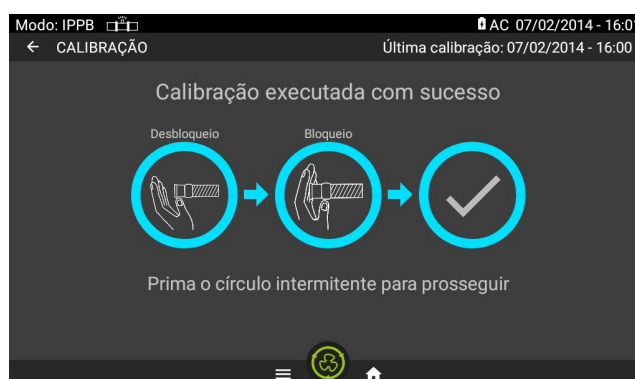 Modo: IPPB AC 07/02/2014 - 16:01
CALIBRAÇÃO Última calibração: 07/02/2014 - 16:00
Calibração executada com sucesso
Desbloqueio Bloqueio
Prima o círculo intermitente para prosseguir